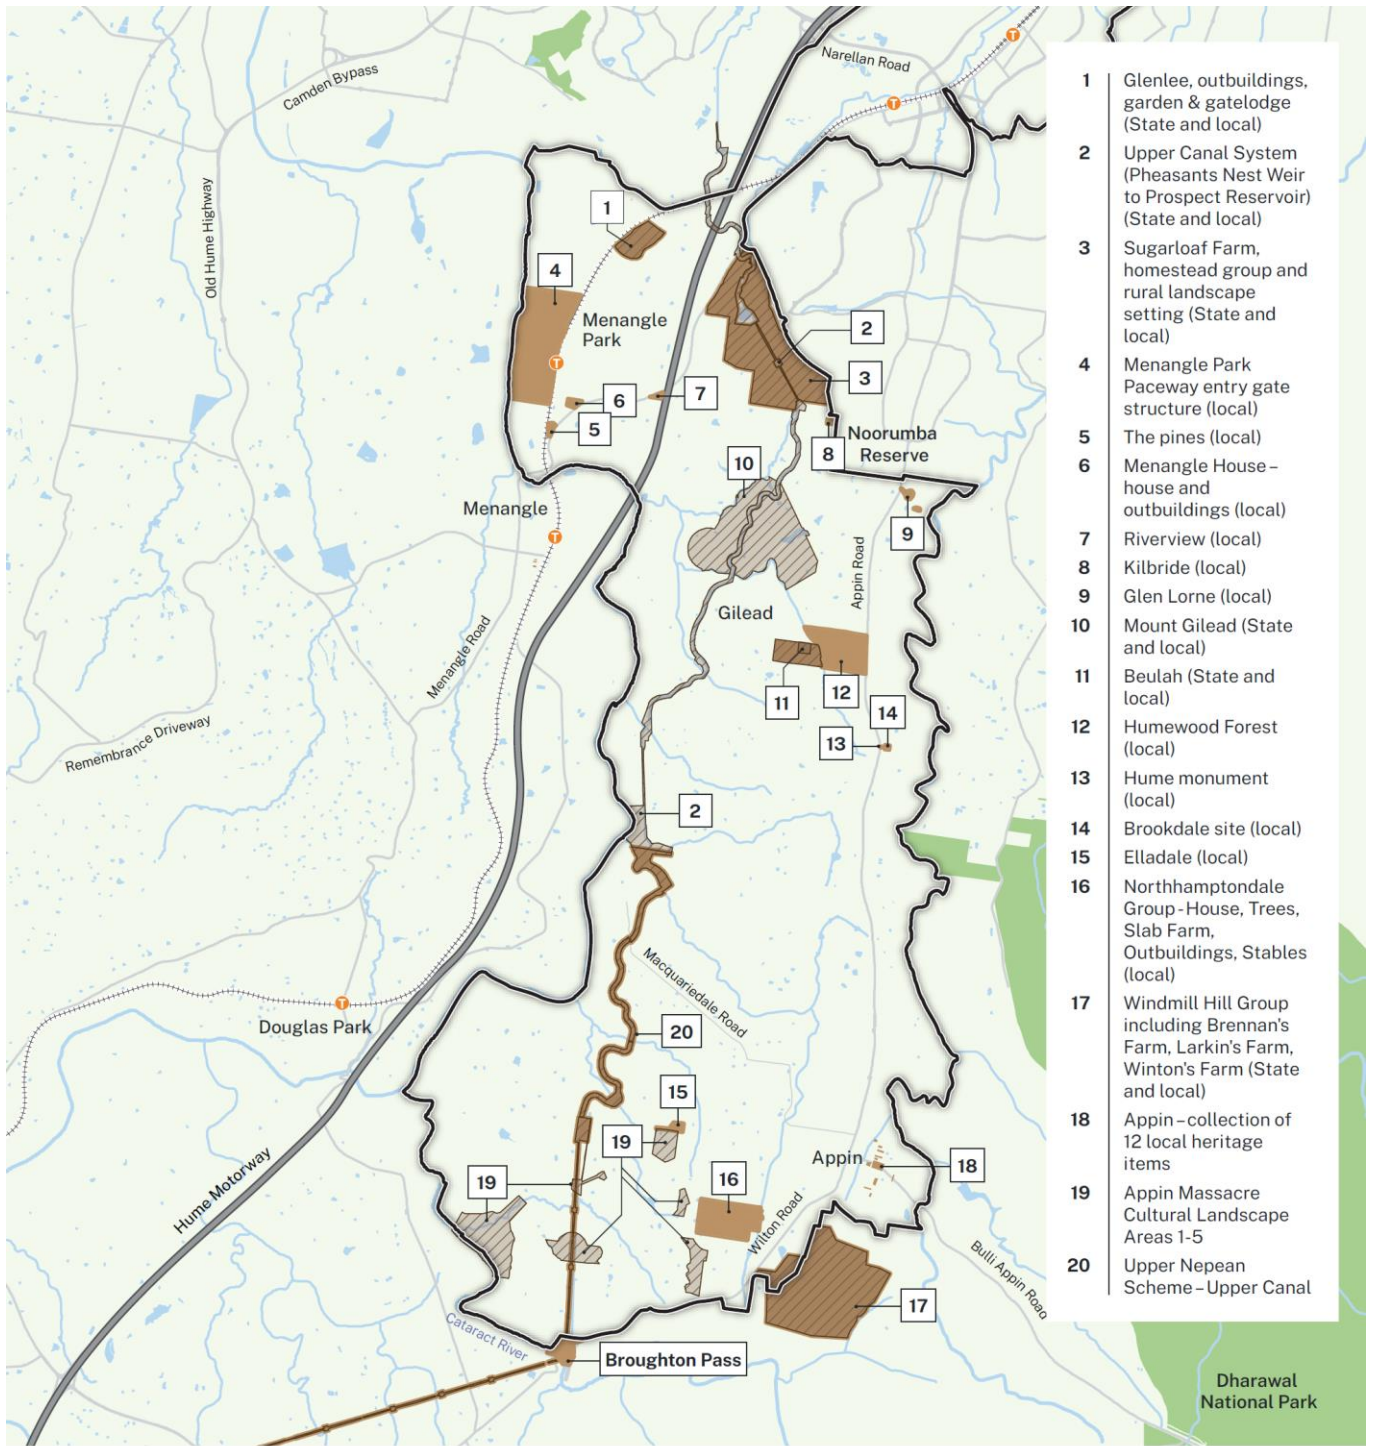 Narellan Road
Camden Bypass
Old Hume Highway
1
4
Menangle
Park
2
3
7
6
5
8
Noorumba
Reserve
10
Menangle
9
Appin Road
Gilead
Menangle Road
11
12
14
13
Remembrance Driveway
2
Macquariedale Road
Douglas Park
20
15
19
Appin
18
19
16
Hume Motorway
Wilton Road
Bulli Appin Road
17
Cataract River
Broughton Pass
Dharawal
National Park
T
T
T
T
T
1 Glenlee, outbuildings,
garden & gatelodge
(State and local)
2 Upper Canal System
(Pheasants Nest Weir
to Prospect Reservoir)
(State and local)
3 Sugarloaf Farm,
homestead group and
rural landscape
setting (State and
local)
4 Menangle Park
Paceway entry gate
structure (local)
5 The pines (local)
6 Menangle House –
house and
outbuildings (local)
7 Riverview (local)
8 Kilbride (local)
9 Glen Lorne (local)
10 Mount Gilead (State
and local)
11 Beulah (State and
local)
12 Humewood Forest
(local)
13 Hume monument
(local)
14 Brookdale site (local)
15 Elladale (local)
16 Northhamptondale
Group - House, Trees,
Slab Farm,
Outbuildings, Stables
(local)
17 Windmill Hill Group
including Brennan's
Farm, Larkin's Farm,
Winton's Farm (State
and local)
18 Appin – collection of
12 local heritage
items
19 Appin Massacre
Cultural Landscape
Areas 1-5
20 Upper Nepean
Scheme – Upper Canal